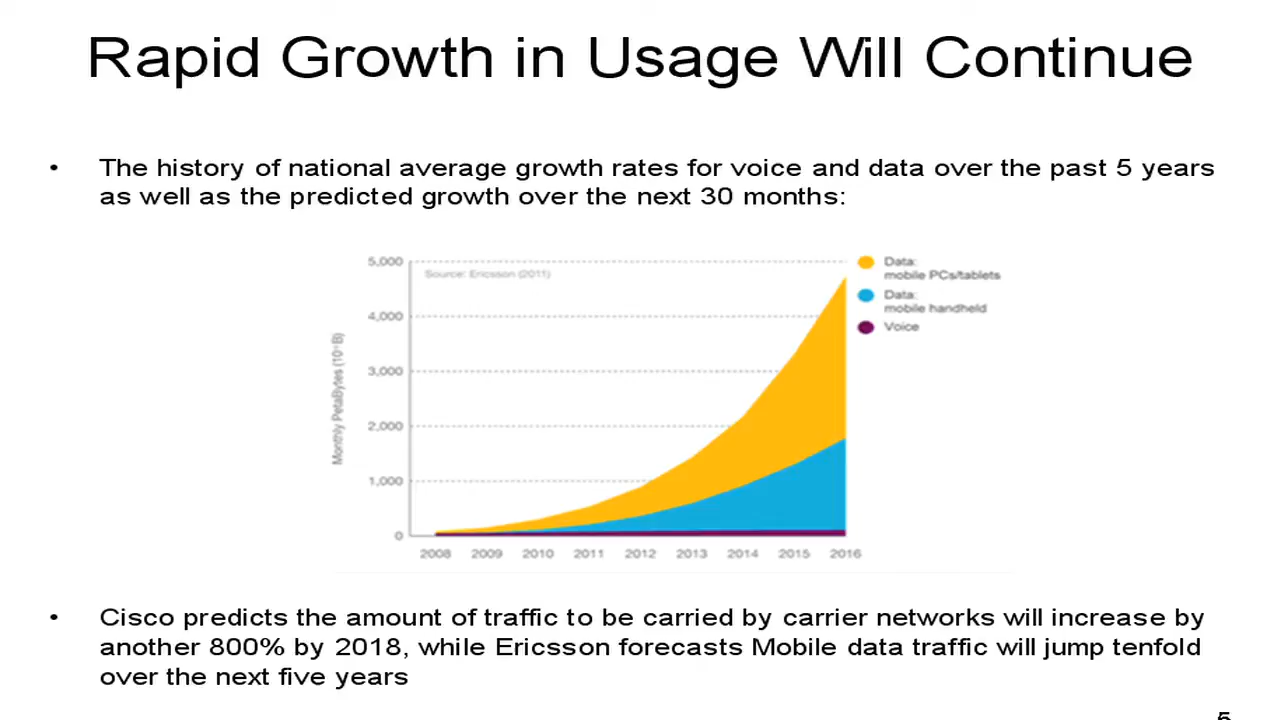 Rapid Growth in Usage Will Continue
• The history of national average growth rates for voice and data over the past 5 years
as well as the predicted growth over the next 30 months:
5,000
4,000
3,000
2,000
1,000
0
Monthly PetaBytes
Source: Ericsson (2011)
2008 2009 2010 2011 2012 2013 2014 2015 2016
Data:
mobile PCs/tablets
Data:
mobile handheld
Voice
• Cisco predicts the amount of traffic to be carried by carrier networks will increase by
another 800% by 2018, while Ericsson forecasts Mobile data traffic will jump tenfold
over the next five years
5